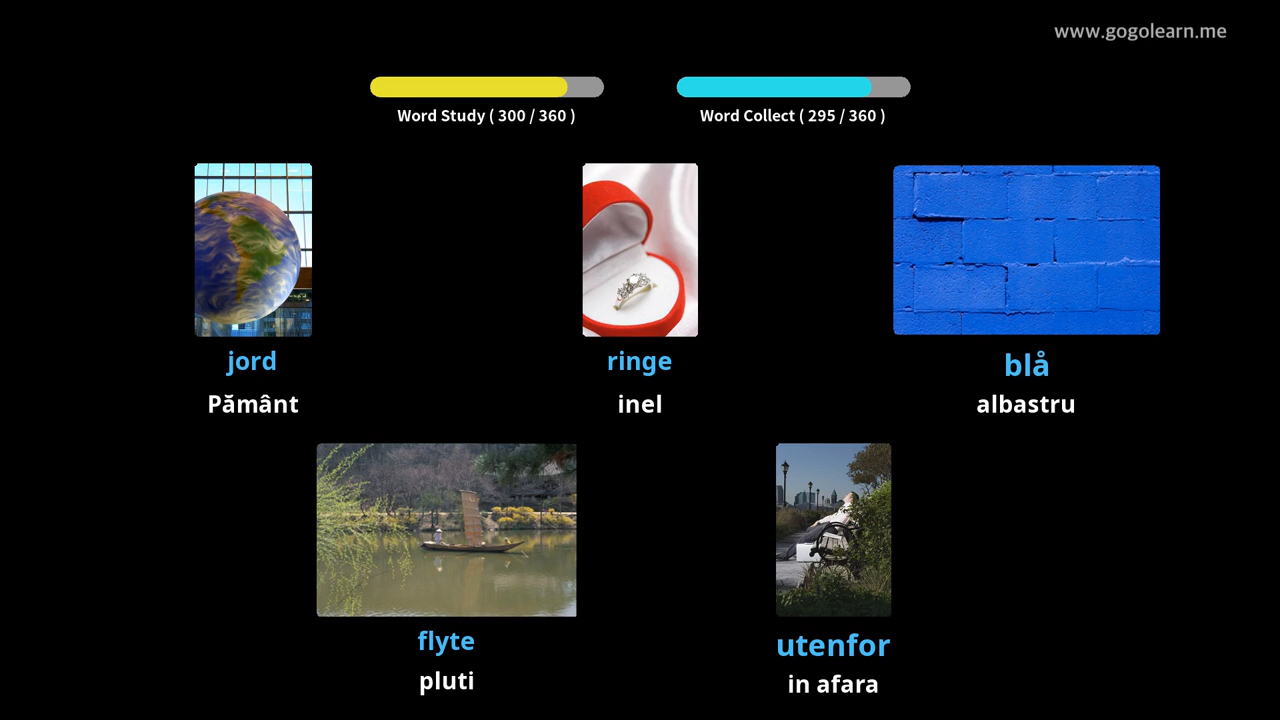 www.gogolearn.me
Word Study ( 300 / 360 )
Word Collect ( 295 / 360 )
jord
ringe
blå
Pământ
inel
albastru
flyte
utenfor
pluti
in afara